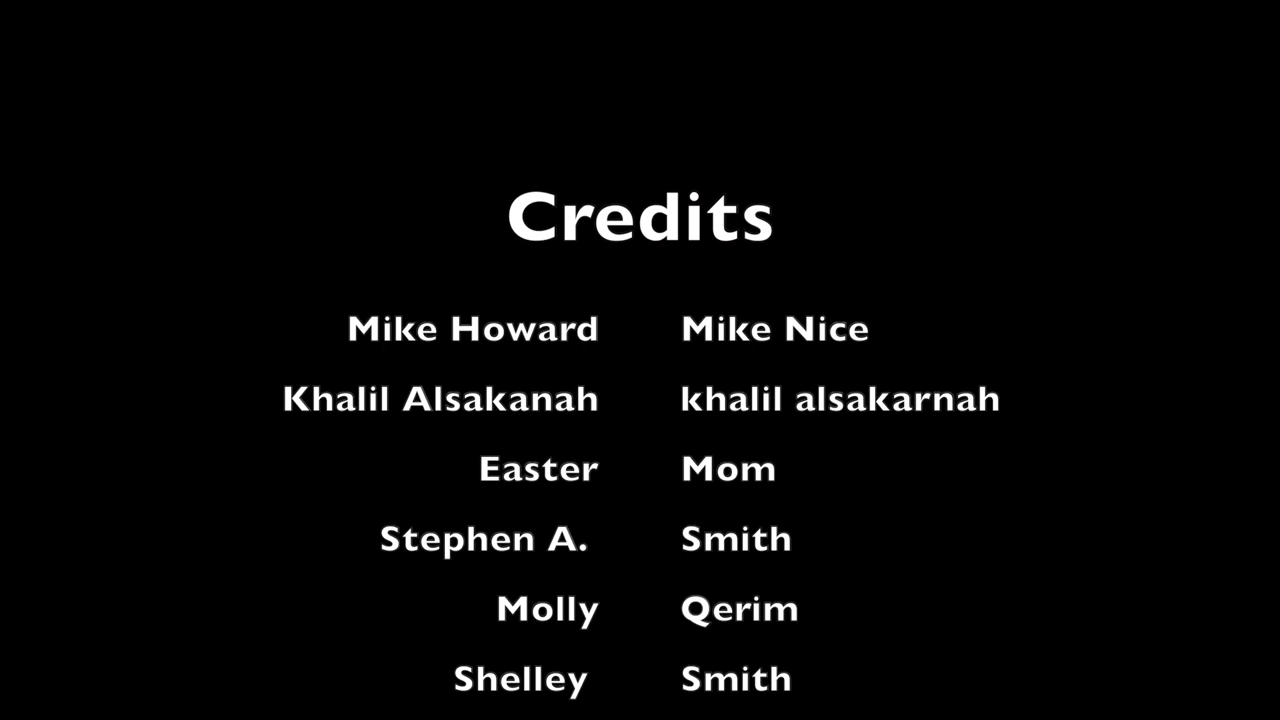 Credits
Mike Howard Mike Nice
Khalil Alsakanah khalil alsakarnah
Easter Mom
Stephen A. Smith
Molly Qerim
Shelley Smith